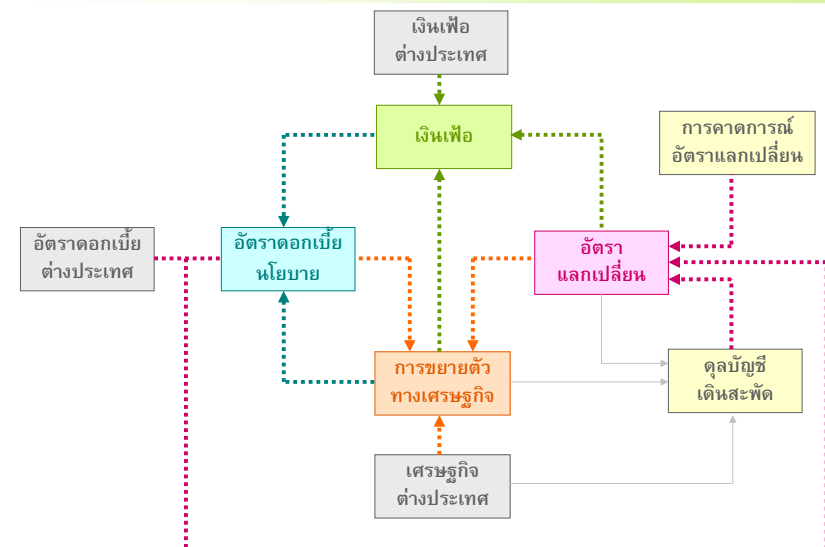 เงินเฟ้อ
ต่างประเทศ
เงินเฟ้อ
การคาดการณ์
อัตราแลกเปลี่ยน
อัตราดอกเบี้ย
ต่างประเทศ
อัตราดอกเบี้ย
นโยบาย
อัตรา
แลกเปลี่ยน
การขยายตัว
ทางเศรษฐกิจ
ดุลบัญชี
เดินสะพัด
เศรษฐกิจ
ต่างประเทศ